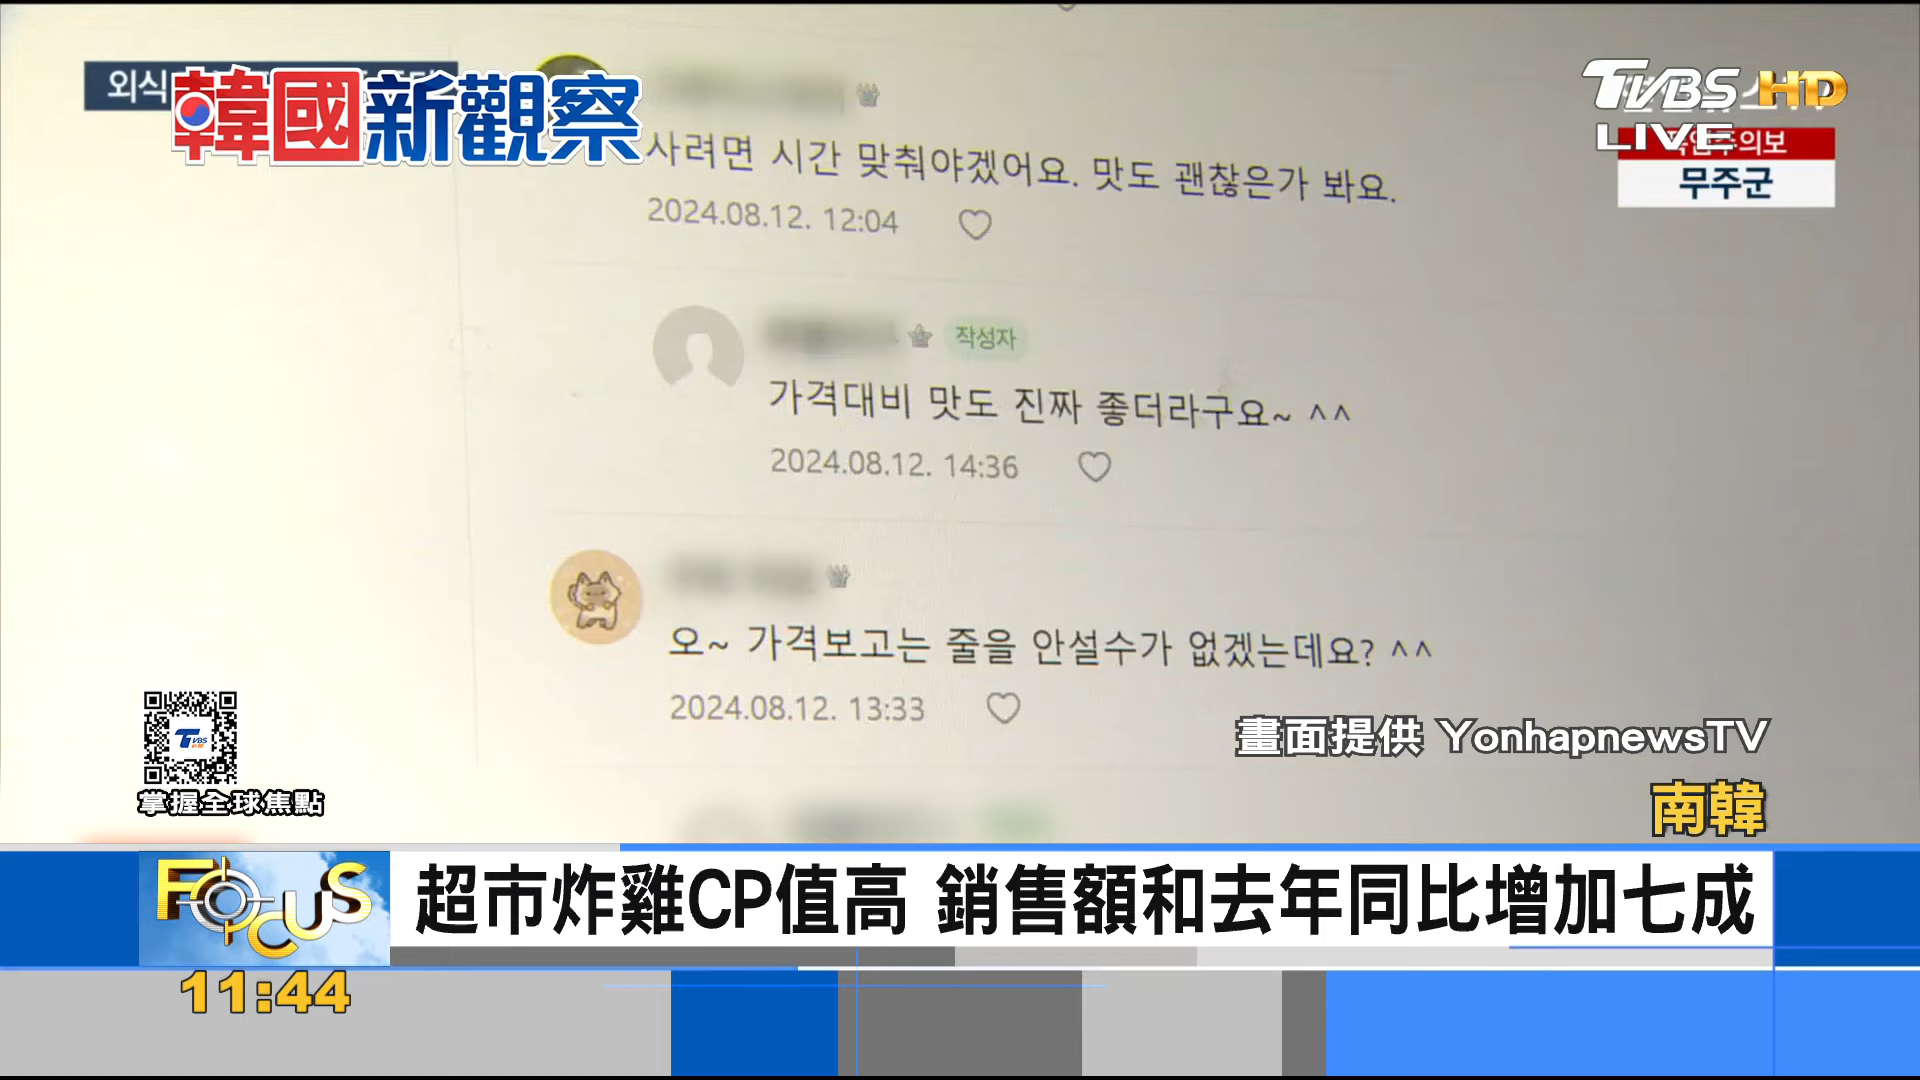 외식
韓國新觀察
TVBS HD
LIVE
주의보
무주군
사려면 시간 맞춰야겠어요. 맛도 괜찮은가 봐요.
2024.08.12. 12:04
작성자
가격대비 맛도 진짜 좋더라구요~ ^^
2024.08.12. 14:36
오~ 가격보고는 줄을 안설수가 없겠는데요? ^^
2024.08.12. 13:33
TVBS
掌握全球焦點
畫面提供 YonhapnewsTV
南韓
FOCUS
超市炸雞CP值高 銷售額和去年同比增加七成
11:44